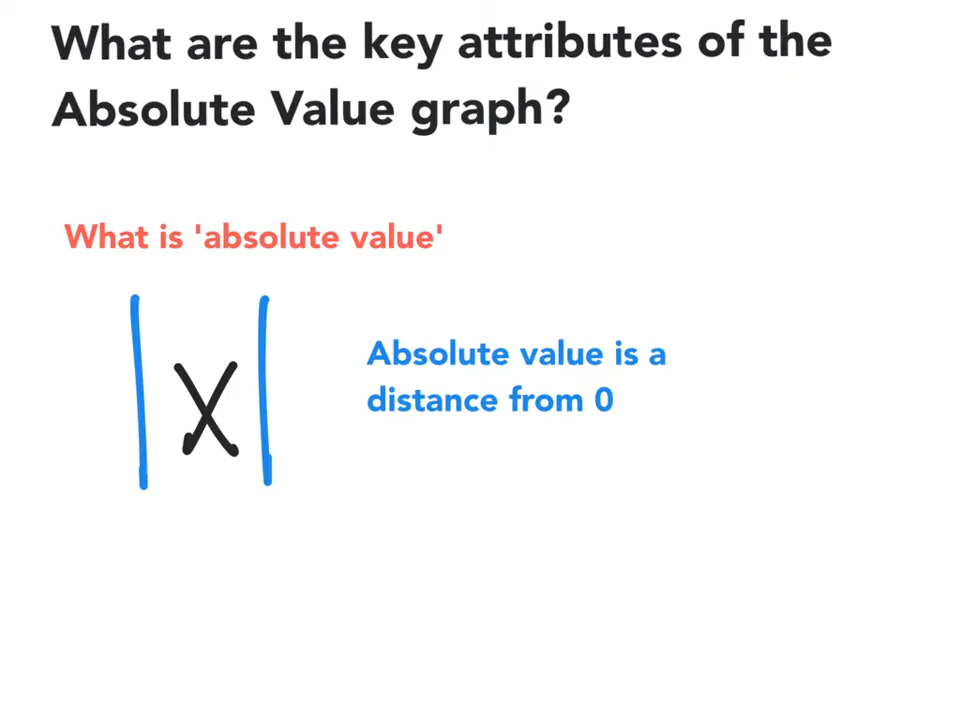 What are the key attributes of the
Absolute Value graph?
What is 'absolute value'
|x|
Absolute value is a
distance from 0